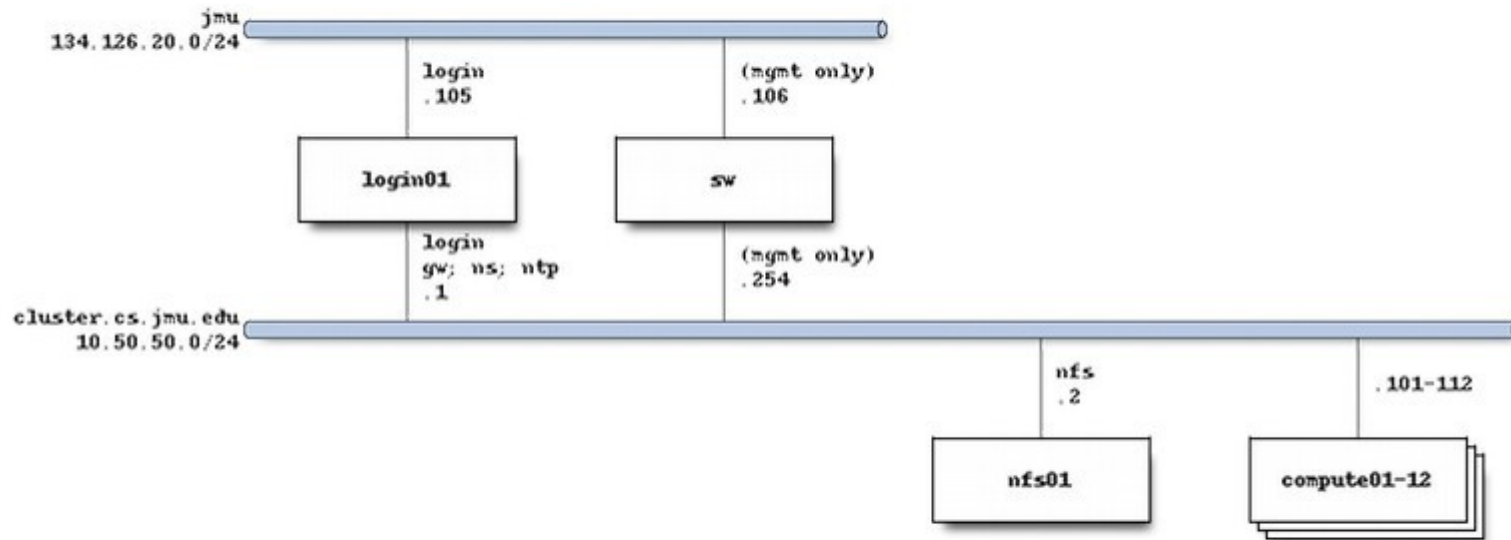 jmu
134.126.20.0/24
login
.105
(mgmt only)
.106
login01
sw
login
gw; ns; ntp
.1
(mgmt only)
.254
cluster.cs.jmu.edu
10.50.50.0/24
nfs
.2
.101-112
nfs01
compute01-12